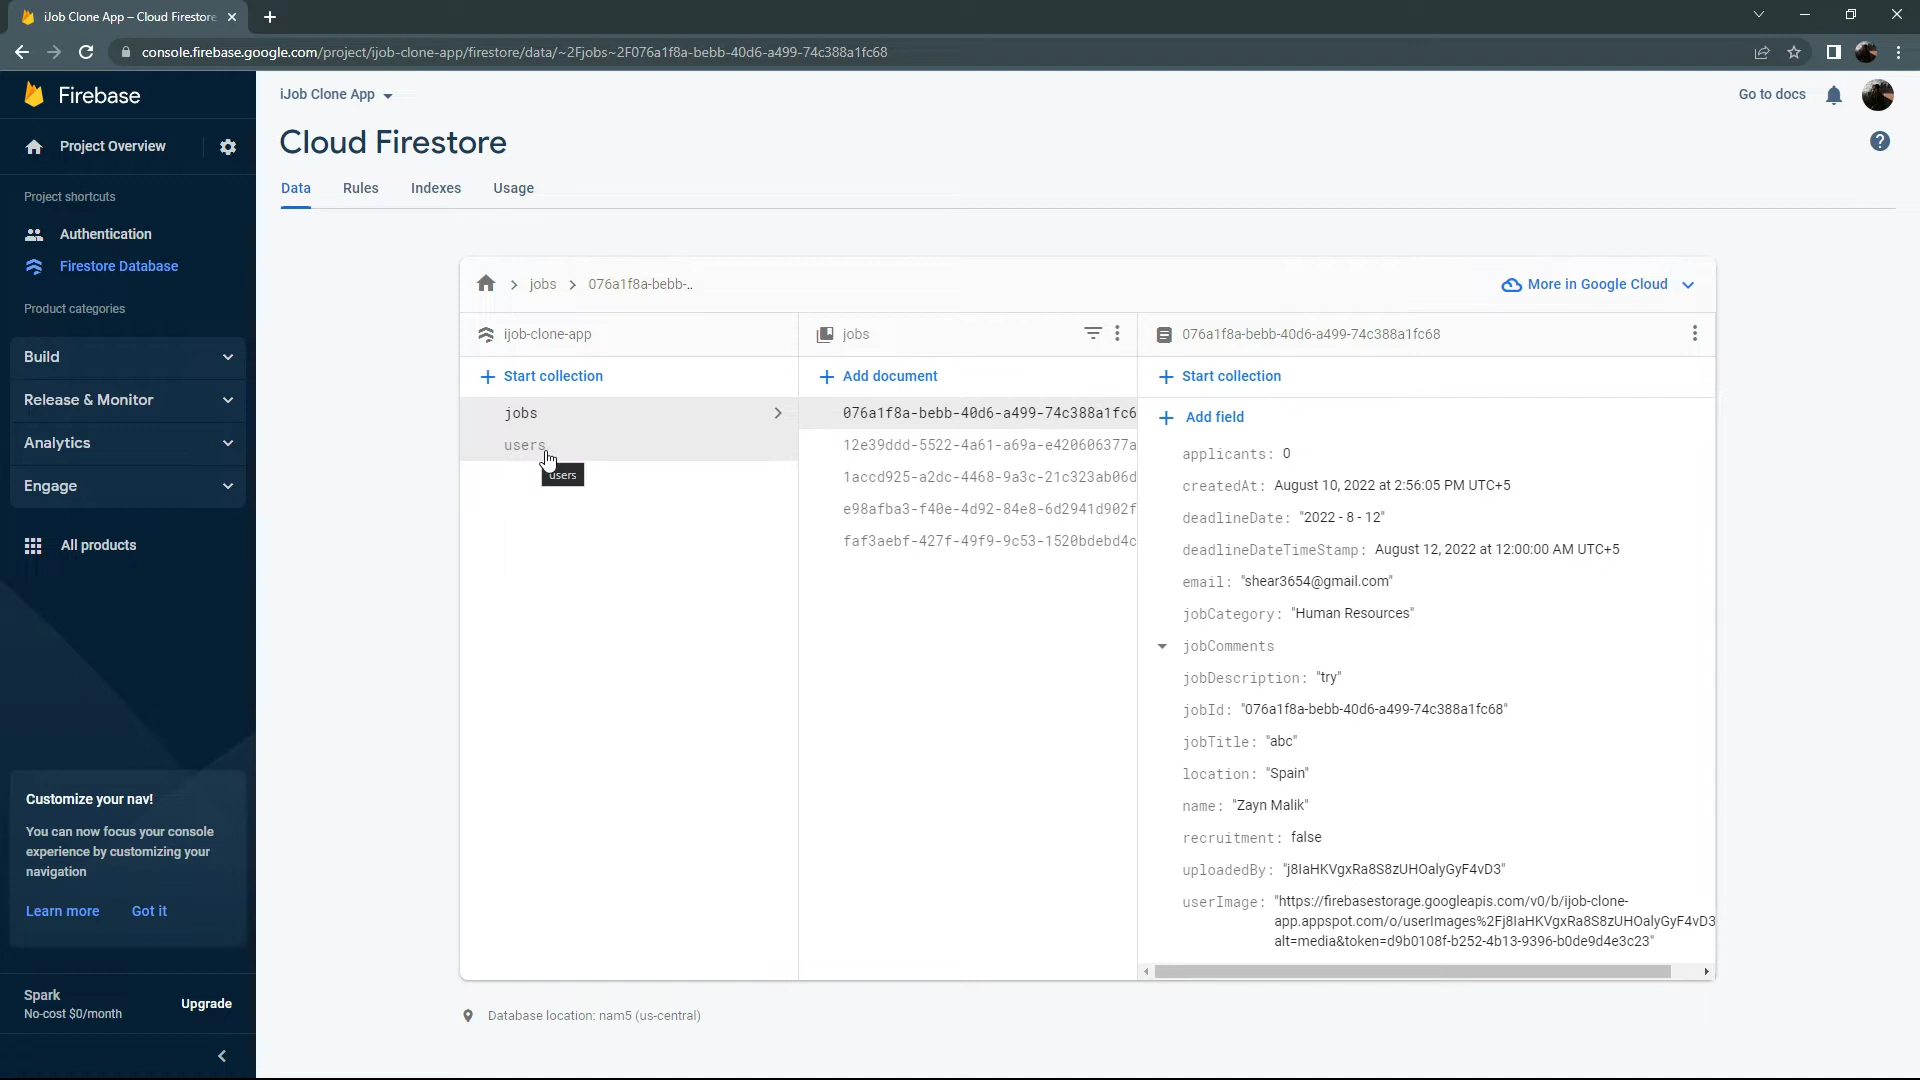 iJob Clone App – Cloud Firestore
console.firebase.google.com/project/ijob-clone-app/firestore/data/~2Fjobs~2F076a1f8a-bebb-40d6-a499-74c388a1fc68
Firebase
iJob Clone App
Go to docs
Project Overview
Cloud Firestore
Data Rules Indexes Usage
Project shortcuts
Authentication
Firestore Database
Product categories
Build
Release & Monitor
Analytics
Engage
All products
Customize your nav!
You can now focus your console
experience by customizing your
navigation
Learn more Got it
Spark
No-cost $0/month
Upgrade
jobs 076a1f8a-bebb-..
More in Google Cloud
ijob-clone-app
Start collection
jobs
users
users
jobs
Add document
076a1f8a-bebb-40d6-a499-74c388a1fc6
12e39ddd-5522-4a61-a69a-e420606377a
1accd925-a2dc-4468-9a3c-21c323ab06d
e98afba3-f40e-4d92-84e8-6d2941d902f
faf3aebf-427f-49f9-9c53-1520bdebd4c
076a1f8a-bebb-40d6-a499-74c388a1fc68
Start collection
Add field
applicants: 0
createdAt: August 10, 2022 at 2:56:05 PM UTC+5
deadlineDate: "2022 - 8 - 12"
deadlineDateTimeStamp: August 12, 2022 at 12:00:00 AM UTC+5
email: "shear3654@gmail.com"
jobCategory: "Human Resources"
jobComments
jobDescription: "try"
jobId: "076a1f8a-bebb-40d6-a499-74c388a1fc68"
jobTitle: "abc"
location: "Spain"
name: "Zayn Malik"
recruitment: false
uploadedBy: "j8IaHKVgxRa8S8zUHOalyGyF4vD3"
userImage: "https://firebasestorage.googleapis.com/v0/b/ijob-clone-
app.appspot.com/o/userImages%2Fj8IaHKVgxRa8S8zUHOalyGyF4vD3
alt=media&token=d9b0108f-b252-4b13-9396-b0de9d4e3c23"
Database location: nam5 (us-central)